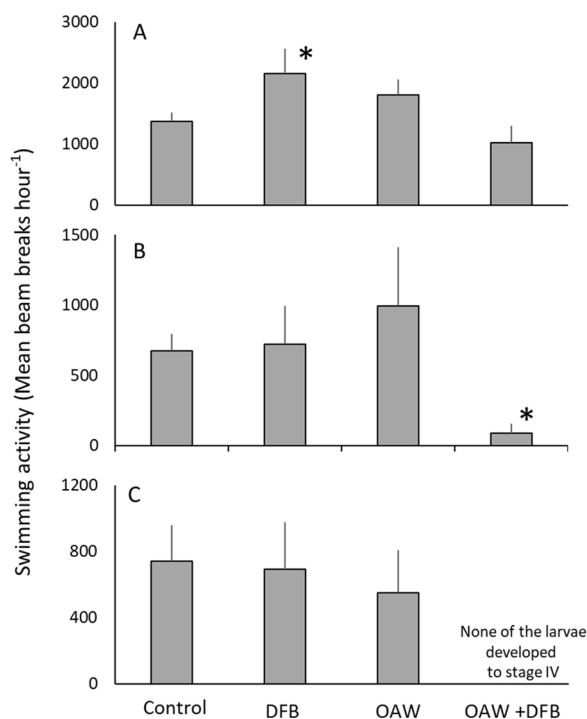 Swimming activity (Mean beam breaks hour-1)
A
3000
2000
1000
0
*
B
1500
1000
500
0
*
C
1200
800
400
0
None of the larvae
developed
to stage IV
Control DFB OAW OAW +DFB